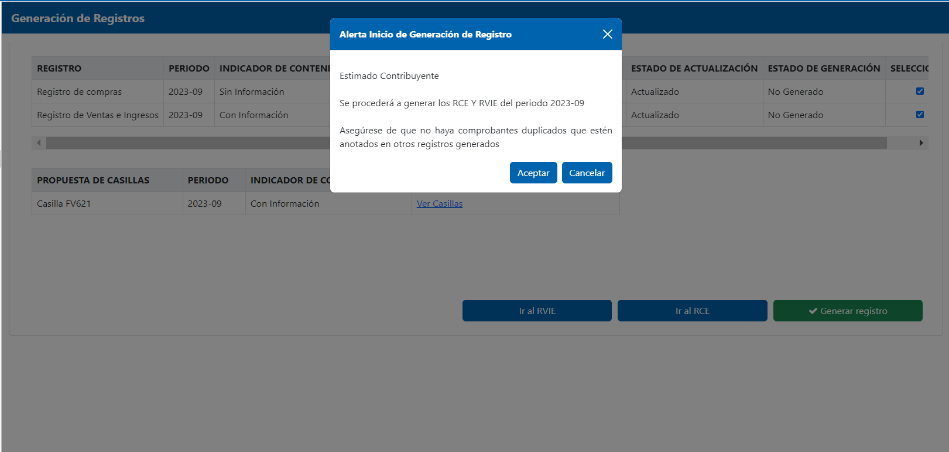 Generación de Registros
Alerta Inicio de Generación de Registro
Estimado Contribuyente
Se procederá a generar los RCE Y RVIE del periodo 2023-09
Asegúrese de que no haya comprobantes duplicados que estén
anotados en otros registros generados
Aceptar Cancelar
REGISTRO PERIODO INDICADOR DE CONTENI ESTADO DE ACTUALIZACIÓN ESTADO DE GENERACIÓN SELECCI
Registro de compras 2023-09 Sin Información Actualizado No Generado
Registro de Ventas e Ingresos 2023-09 Con Información Actualizado No Generado
PROPUESTA DE CASILLAS PERIODO INDICADOR DE CO
Casilla FV621 2023-09 Con Información Ver Casillas
Ir al RVIE Ir al RCE Generar registro